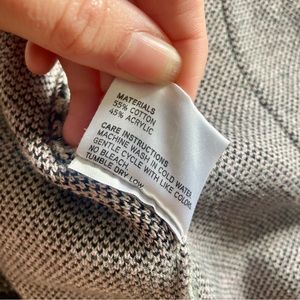 MATERIALS
55% COTTON
45% ACRYLIC
CARE INSTRUCTIONS
MACHINE WASH IN COLD WATER
GENTLE CYCLE WITH LIKE COLORS
NO BLEACH
TUMBLE DRY LOW